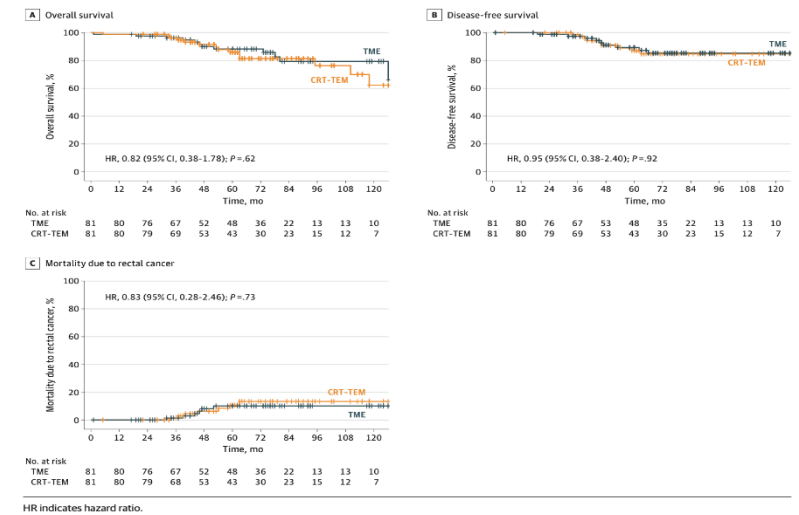 A Overall survival
100
80
60
40
20
0
Overall survival, %
TME
CRT-TEM
HR, 0.82 (95% CI, 0.38-1.78); P=.62
0 12 24 36 48 60 72 84 96 108 120
Time, mo
No. at risk
TME 81 80 76 67 52 48 36 22 13 13 10
CRT-TEM 81 80 79 69 53 43 30 23 15 12 7
B Disease-free survival
100
80
60
40
20
0
Disease-free survival, %
TME
CRT-TEM
HR, 0.95 (95% CI, 0.38-2.40); P=.92
0 12 24 36 48 60 72 84 96 108 120
Time, mo
No. at risk
TME 81 80 76 67 53 48 35 22 13 13 10
CRT-TEM 81 80 79 69 53 43 30 23 15 12 7
C Mortality due to rectal cancer
100
80
60
40
20
0
Mortality due to rectal cancer, %
HR, 0.83 (95% CI, 0.28-2.46); P=.73
CRT-TEM
TME
0 12 24 36 48 60 72 84 96 108 120
Time, mo
No. at risk
TME 81 80 76 67 52 48 36 22 13 13 10
CRT-TEM 81 80 79 68 53 43 30 23 15 12 7
HR indicates hazard ratio.